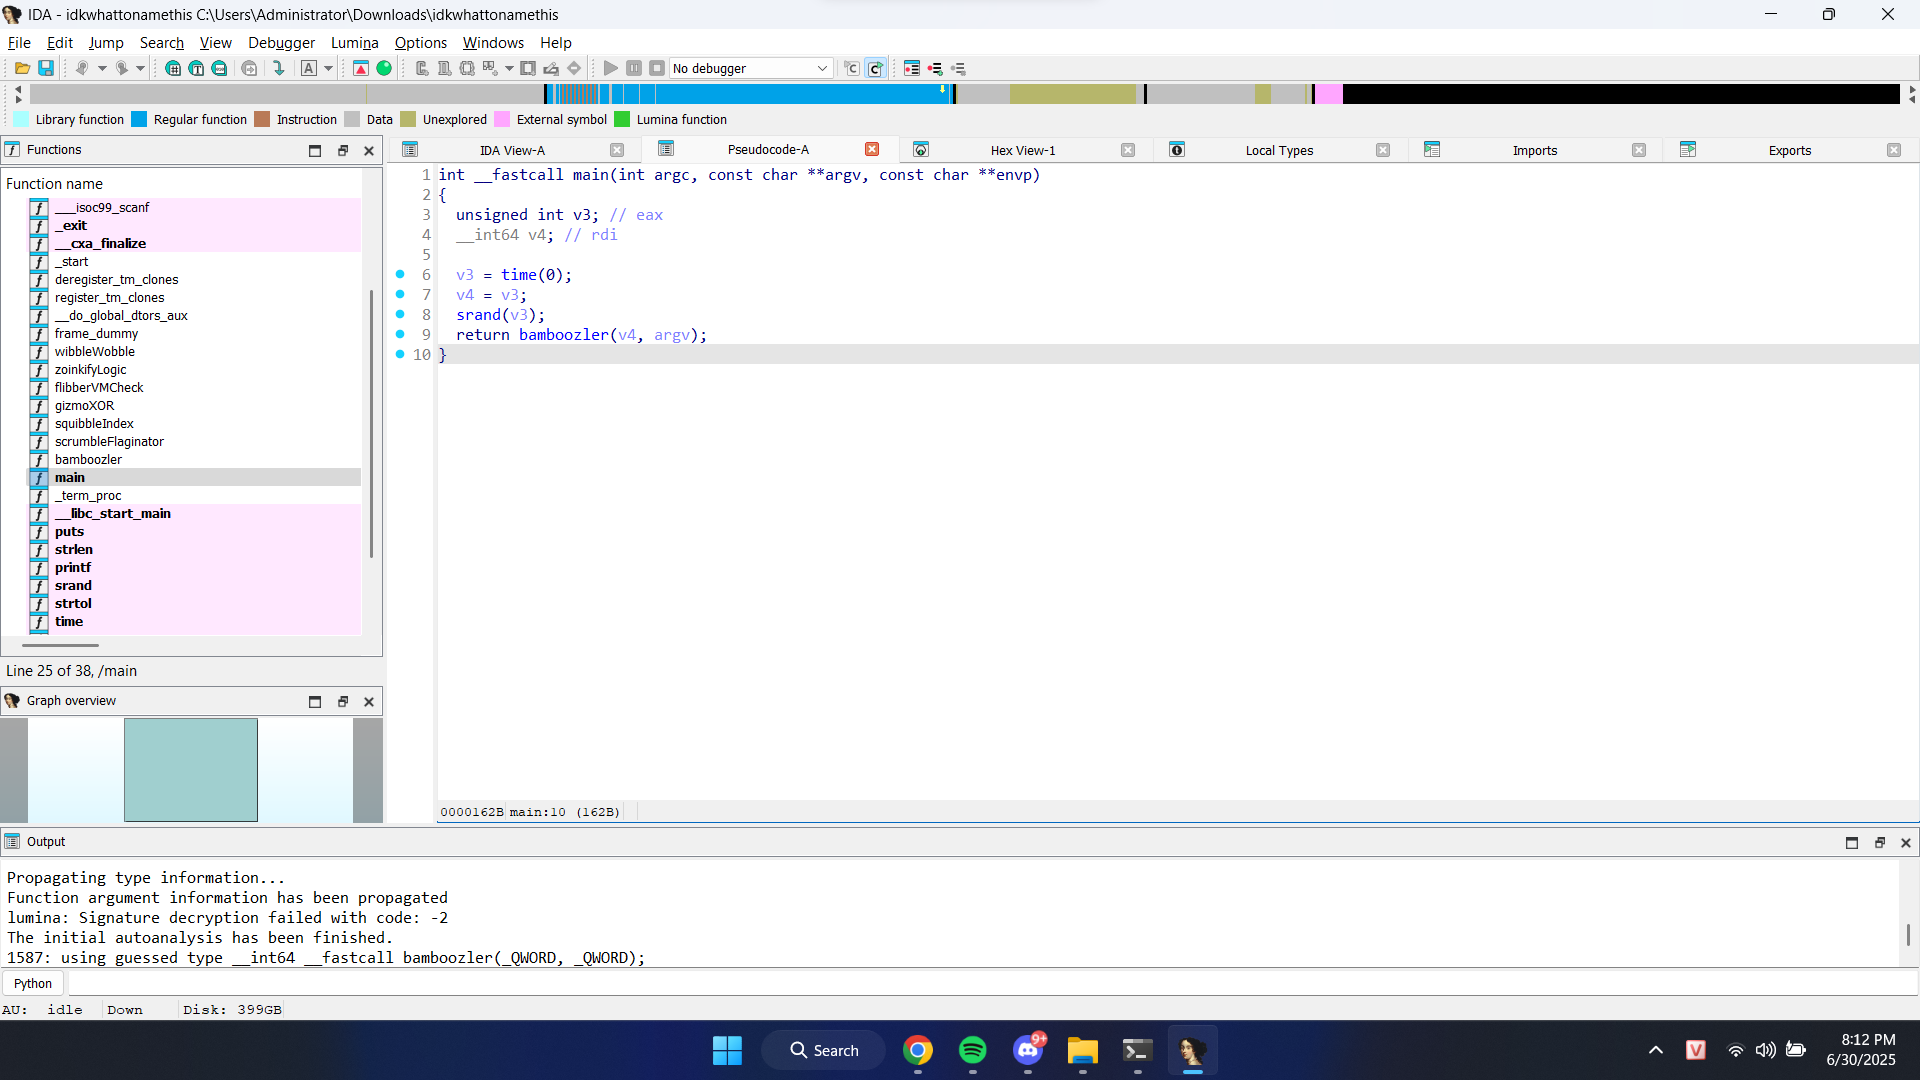 IDA - idkwhattonamethis C:\Users\Administrator\Downloads\idkwhattonamethis
File Edit Jump Search View Debugger Lumina Options Windows Help
No debugger
Library function Regular function Instruction Data Unexplored External symbol Lumina function
Functions
Function name
___isoc99_scanf
_exit
__cxa_finalize
_start
deregister_tm_clones
register_tm_clones
__do_global_dtors_aux
frame_dummy
wibbleWobble
zoinkifyLogic
flibberVMCheck
gizmoXOR
squibbleIndex
scrumbleFlaginator
bamboozler
main
_term_proc
__libc_start_main
puts
strlen
printf
srand
strtol
time
Line 25 of 38, /main
Graph overview
IDA View-A Pseudocode-A Hex View-1 Local Types Imports Exports
1 int __fastcall main(int argc, const char **argv, const char **envp)
2 {
3 unsigned int v3; // eax
4 __int64 v4; // rdi
5
6 v3 = time(0);
7 v4 = v3;
8 srand(v3);
9 return bamboozler(v4, argv);
10 }
0000162B main:10 (162B)
Output
Propagating type information...
Function argument information has been propagated
lumina: Signature decryption failed with code: -2
The initial autoanalysis has been finished.
1587: using guessed type __int64 __fastcall bamboozler(_QWORD, _QWORD);
Python
AU: idle Down Disk: 399GB
Search
9+
V
8:12 PM
6/30/2025